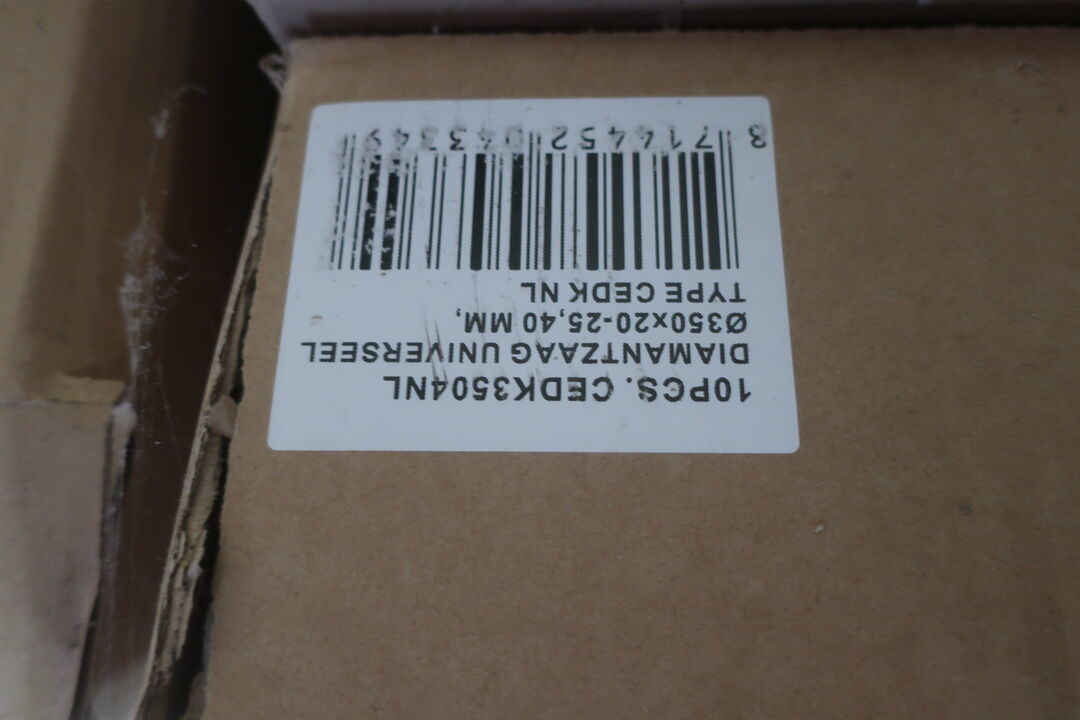 10PCS. CEDK3504NL
DIAMANTZAAG UNIVERSEEL
Ø350x20-25,40 MM,
TYPE CEDK NL
8 714452 043349